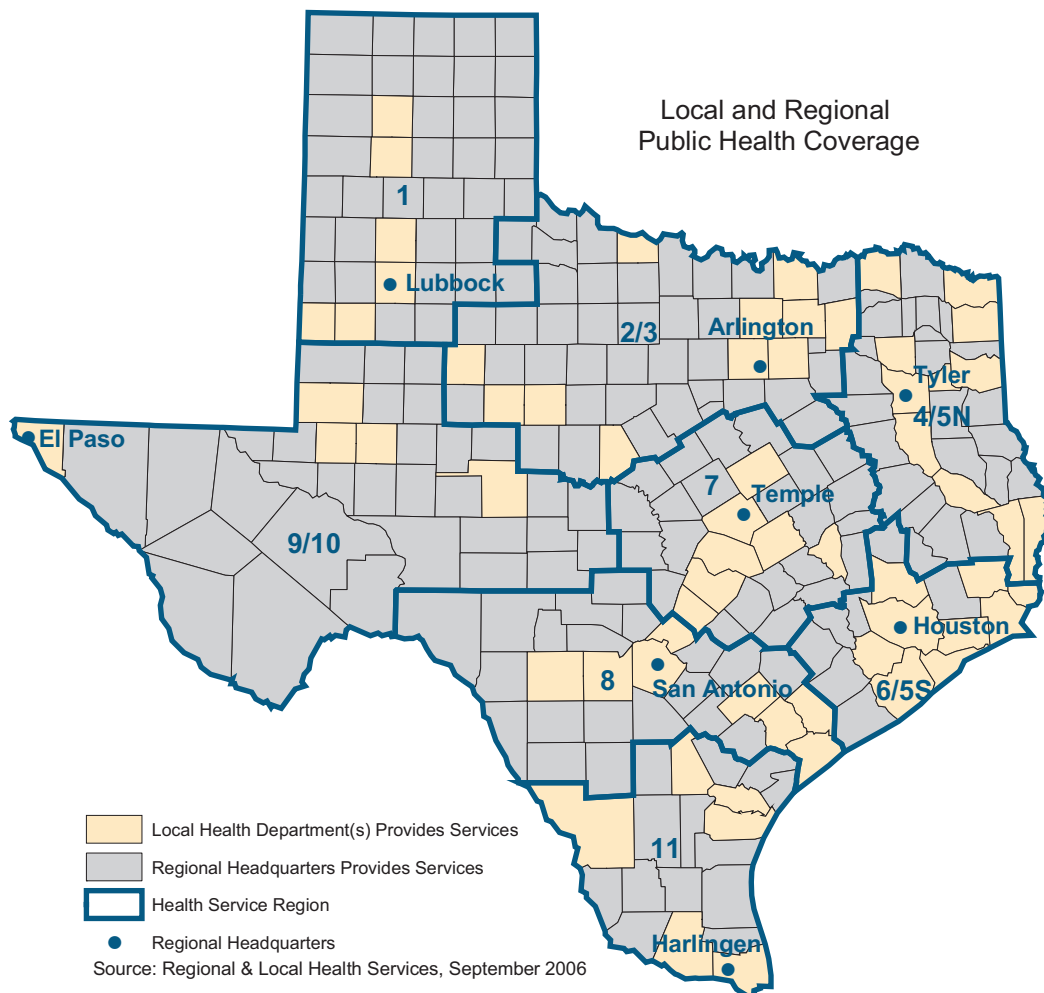 Local and Regional
Public Health Coverage
1
Lubbock
2/3
Arlington
Tyler
4/5N
El Paso
7
Temple
9/10
Houston
8
San Antonio
6/5S
11
Harlingen
Local Health Department(s) Provides Services
Regional Headquarters Provides Services
Health Service Region
Regional Headquarters
Source: Regional & Local Health Services, September 2006